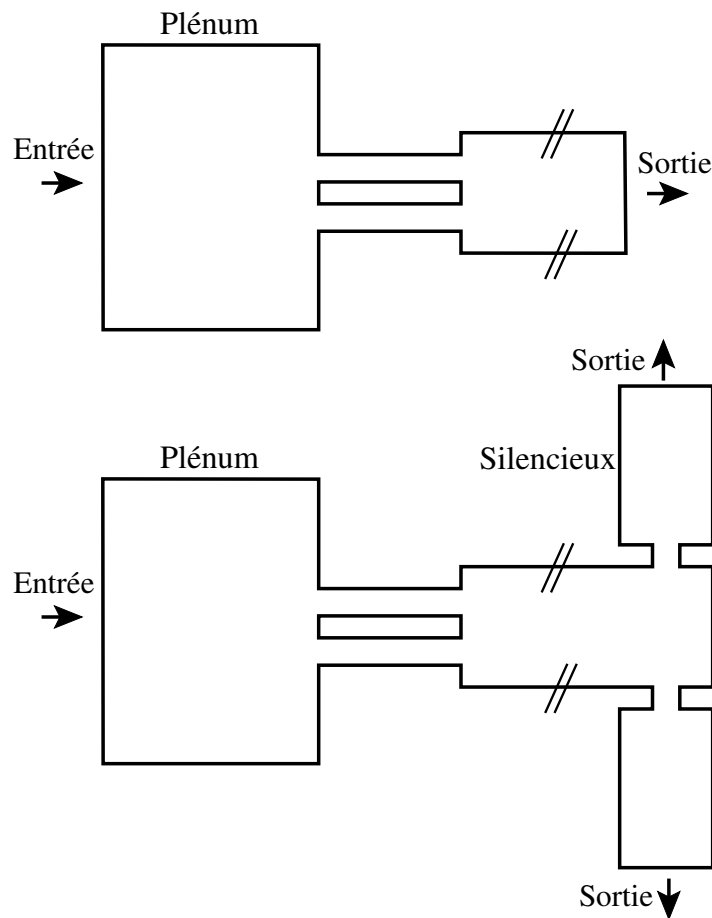 Plénum
Entrée
Sortie
Sortie
Plénum
Silencieux
Entrée
Sortie